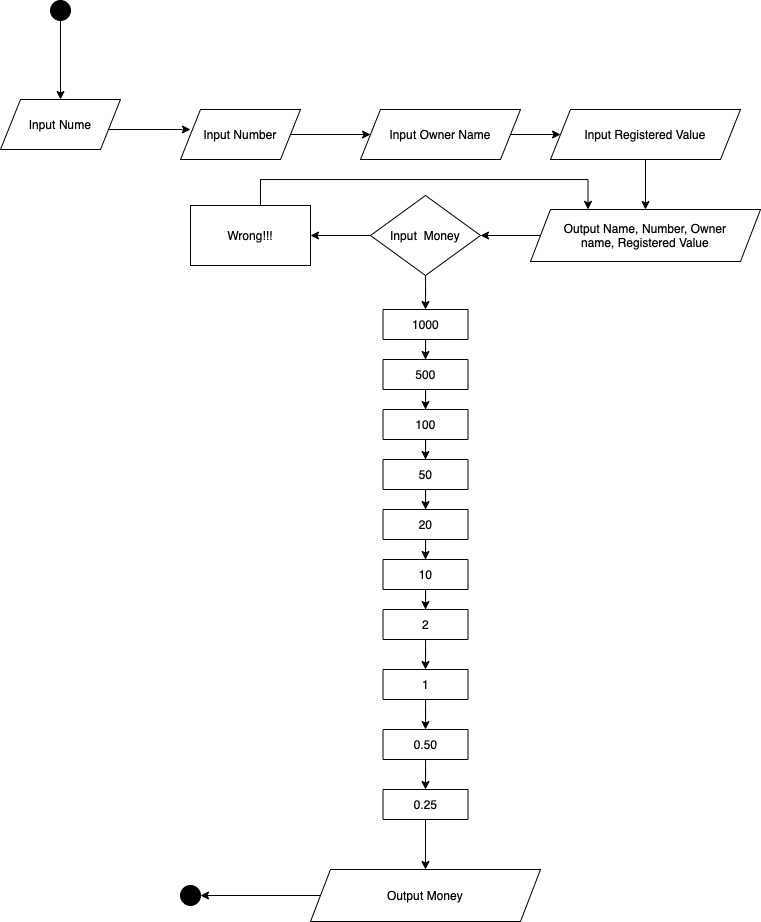 Input Nume
Input Number
Input Owner Name
Input Registered Value
Wrong!!!
Input Money
Output Name, Number, Owner
name, Registered Value
1000
500
100
50
20
10
2
1
0.50
0.25
Output Money